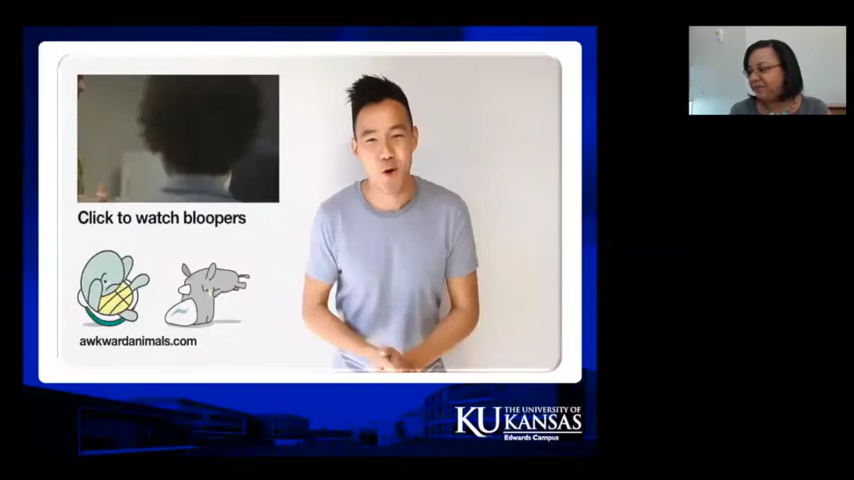 Click to watch bloopers
awkwardanimals.com
KU THE UNIVERSITY OF
KANSAS
Edwards Campus